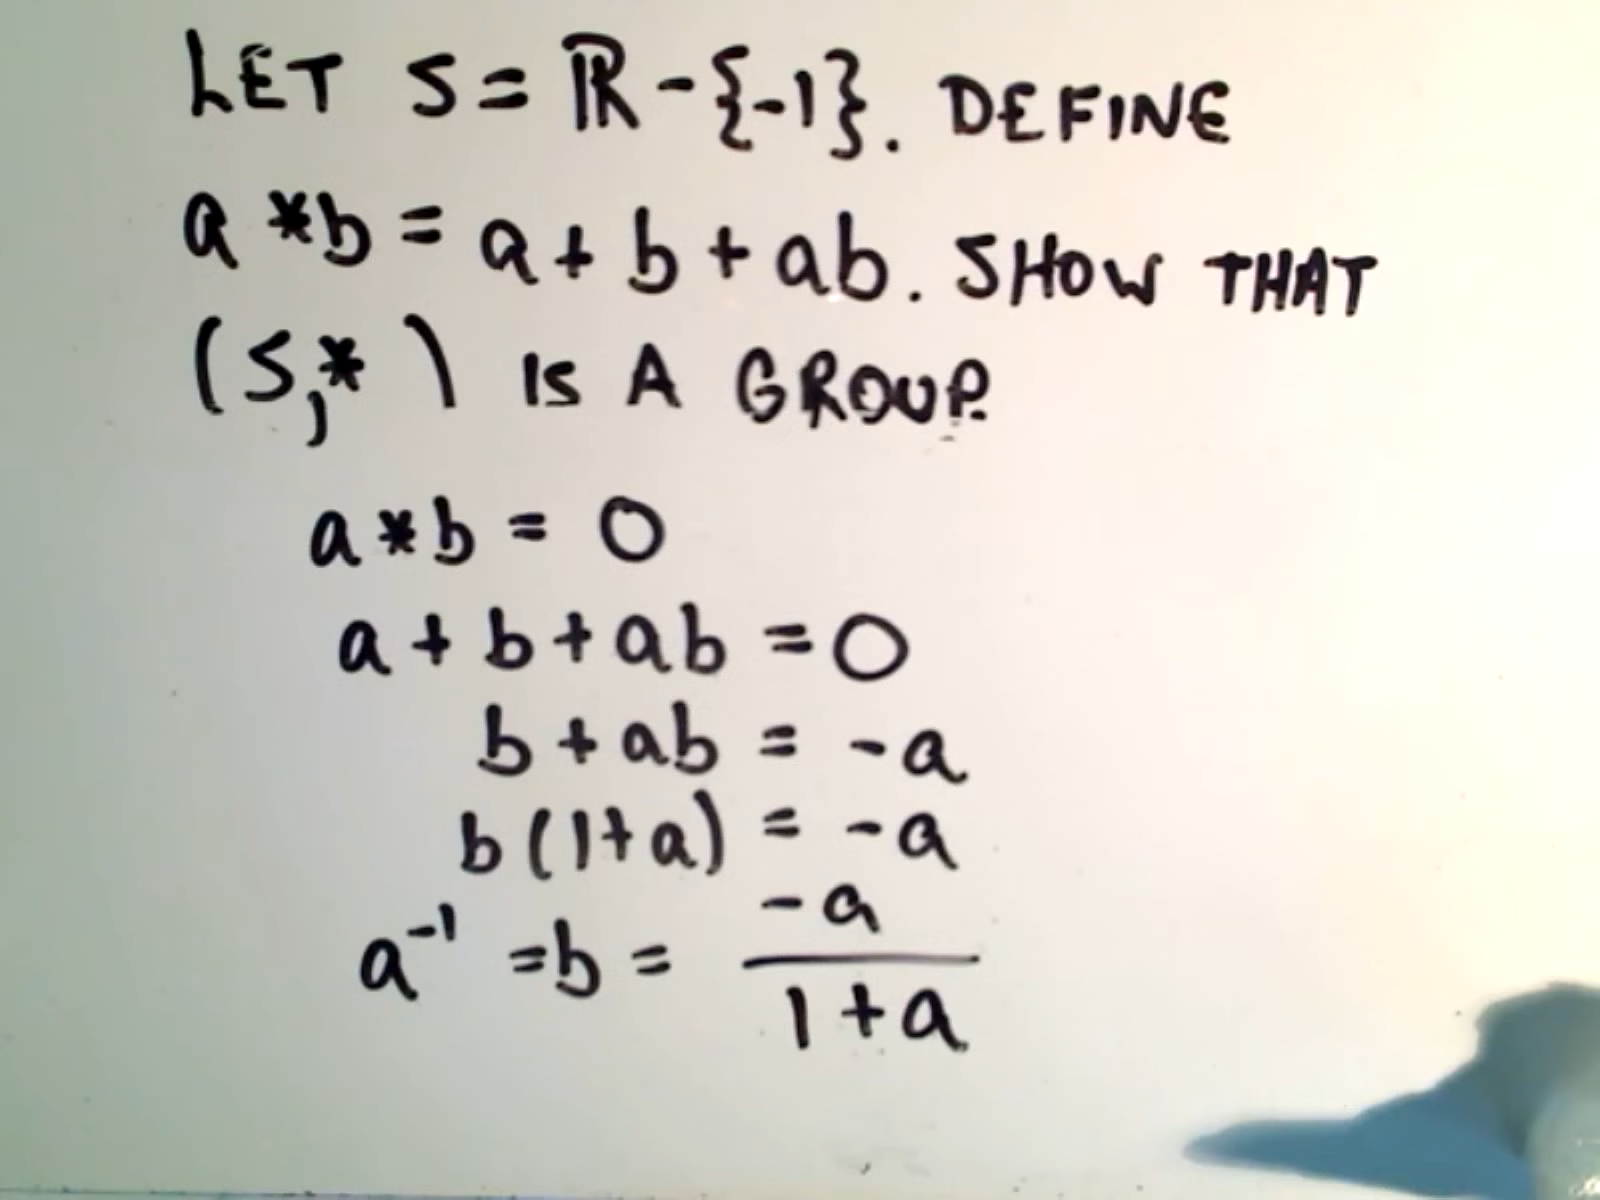 LET S = ℝ - {-1}. DEFINE
a * b = a + b + ab. SHOW THAT
(S, *) IS A GROUP.
a * b = 0
a + b + ab = 0
b + ab = -a
b(1+a) = -a
a⁻¹ = b = -a / 1+a